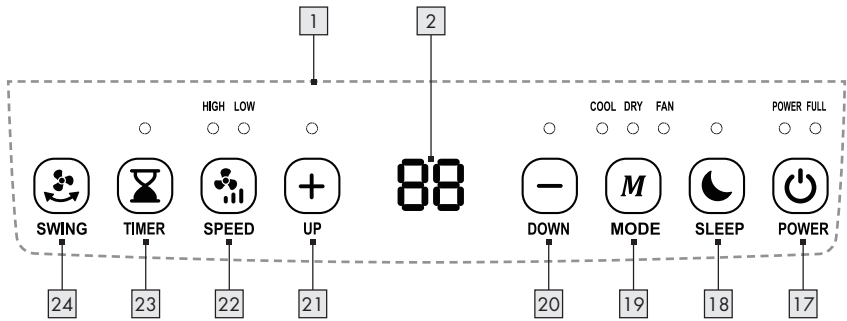 1 2
HIGH LOW COOL DRY FAN POWER FULL
88
M
SWING TIMER SPEED UP DOWN MODE SLEEP POWER
24 23 22 21 20 19 18 17